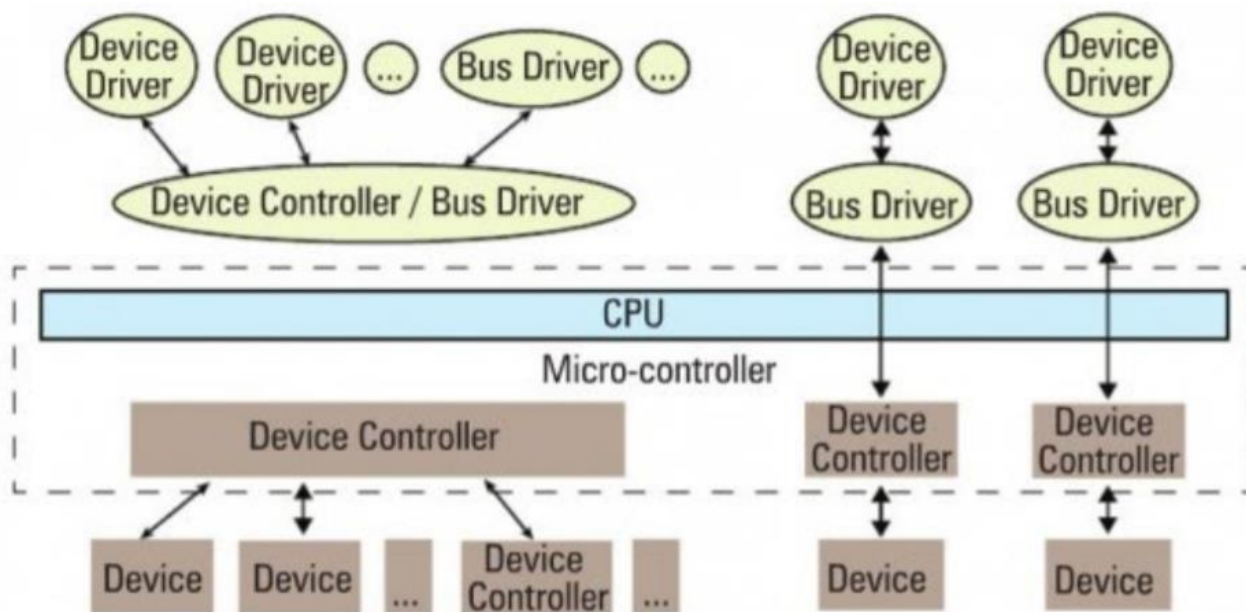 Device
Driver
Device
Driver
...
Bus Driver
...
Device
Driver
Device
Driver
Device Controller / Bus Driver
Bus Driver
Bus Driver
CPU
Micro-controller
Device Controller
Device
Controller
Device
Controller
Device
Device
...
Device
Controller
...
Device
Device